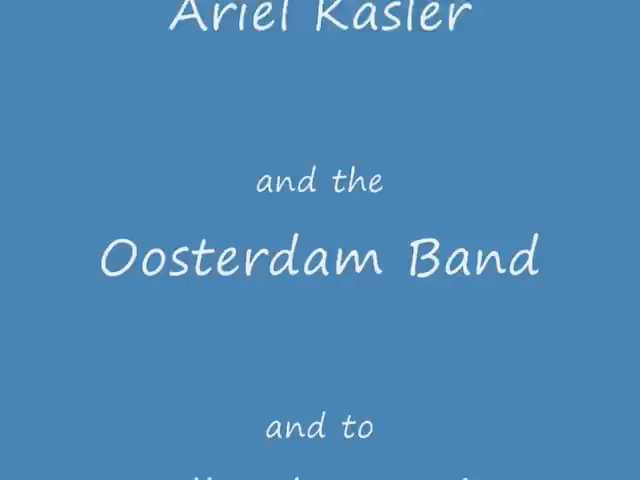 Ariel Kasler
and the
Oosterdam Band
and to